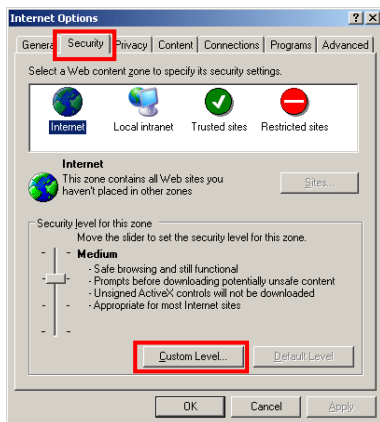 Internet Options
General Security Privacy Content Connections Programs Advanced
Select a Web content zone to specify its security settings.
Internet Local intranet Trusted sites Restricted sites
Internet
This zone contains all Web sites you
haven't placed in other zones
Sites...
Security level for this zone
Move the slider to set the security level for this zone.
Medium
- Safe browsing and still functional
- Prompts before downloading potentially unsafe content
- Unsigned ActiveX controls will not be downloaded
- Appropriate for most Internet sites
Custom Level... Default Level
OK Cancel Apply